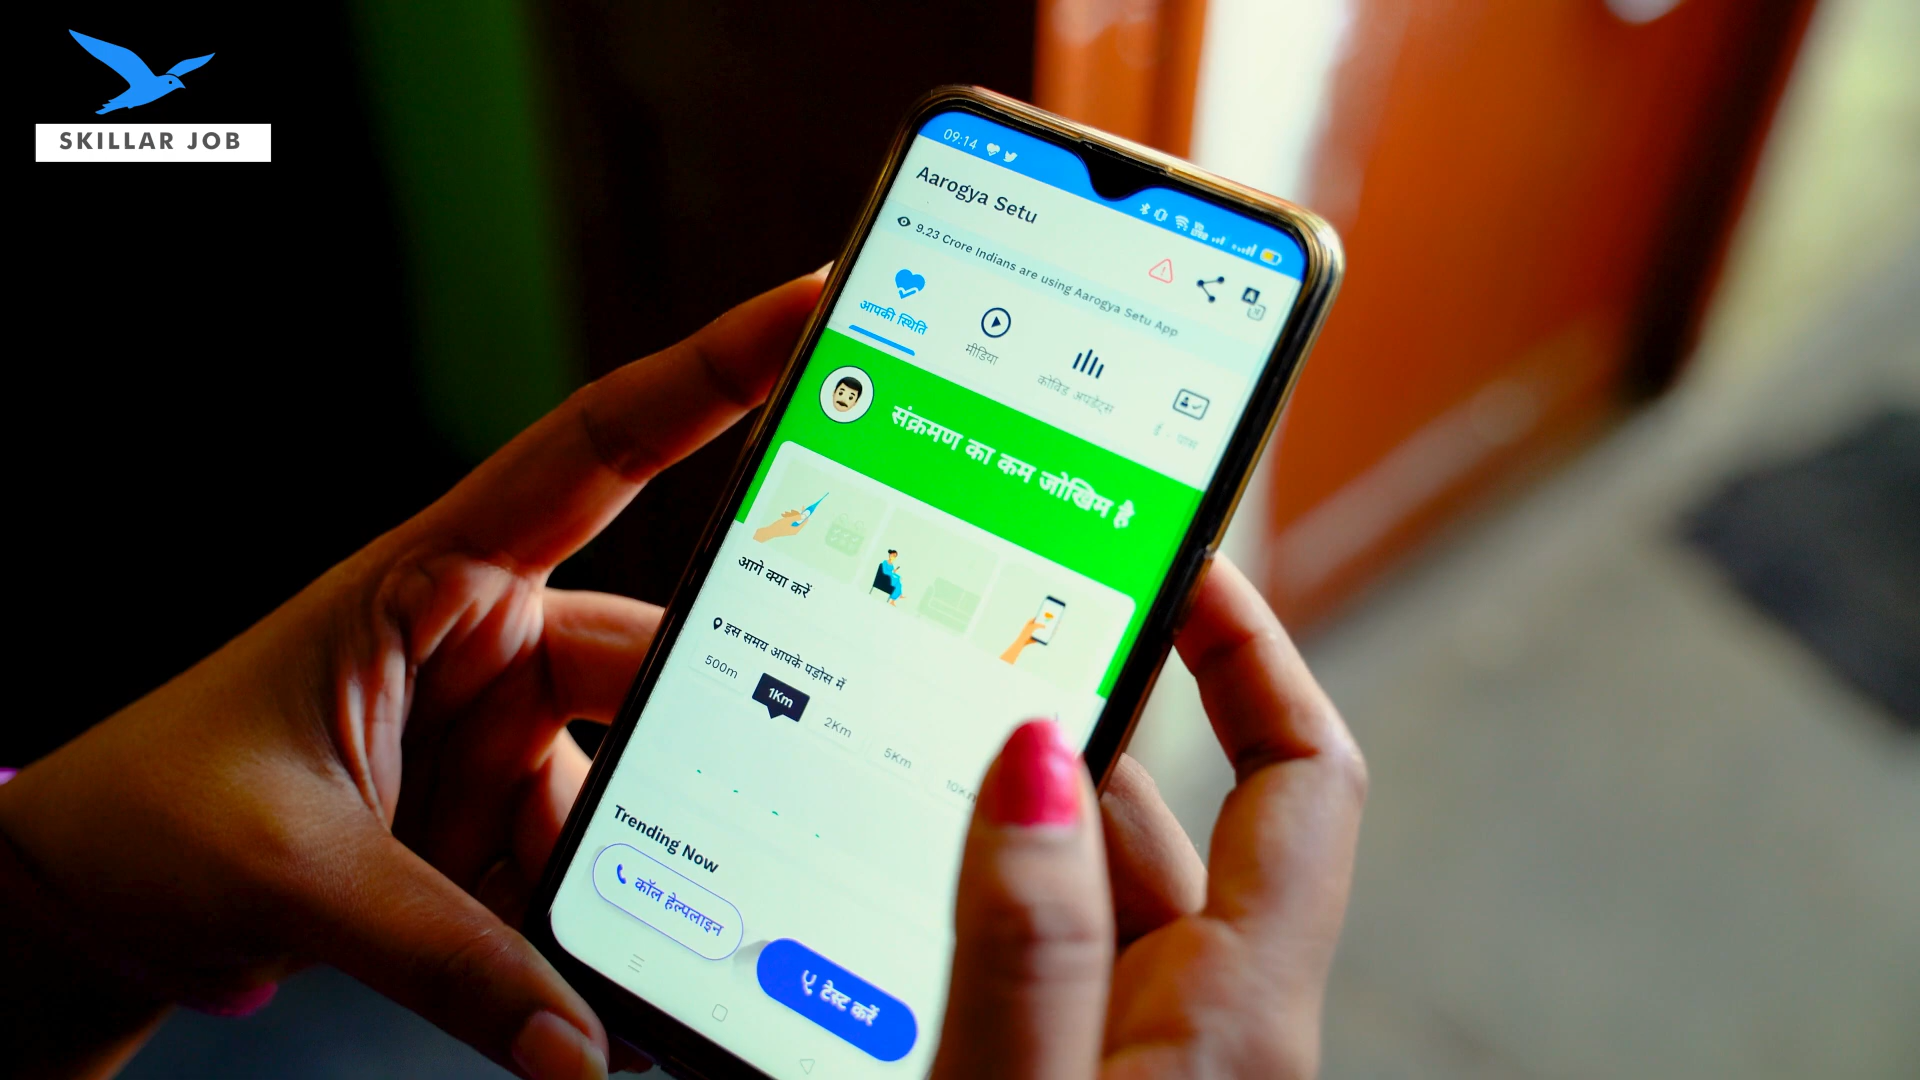 SKILLAR JOB
09:14
Aarogya Setu
9.23 Crore Indians are using Aarogya Setu App
आपकी स्थिति
मीडिया
कोविड अपडेट्स
ई - पास
संक्रमण का कम जोखिम है
आगे क्या करें
इस समय आपके पड़ोस में
500m
1Km
2Km
5Km
10Km
Trending Now
कॉल हेल्पलाइन
टेस्ट करें